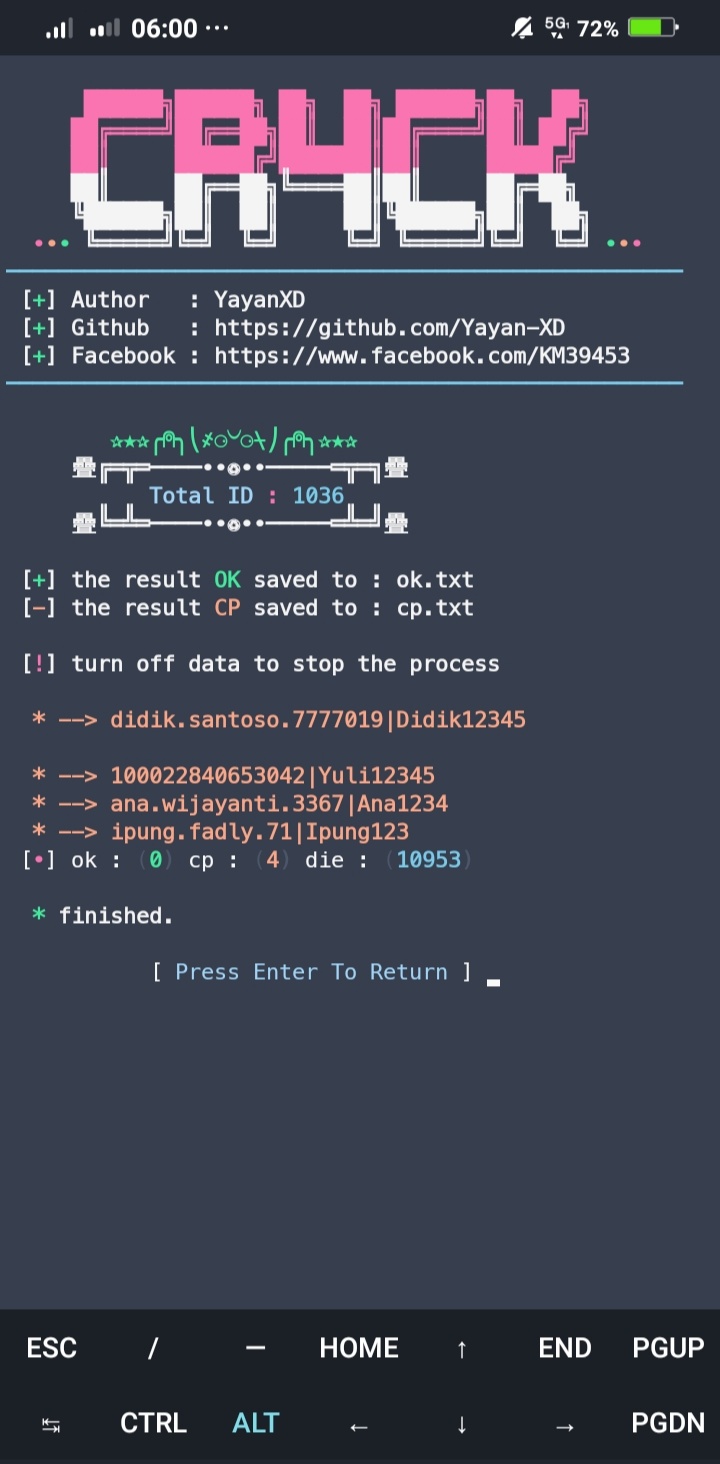 06:00 ··· 5G 72%
CR4CK
[+] Author : YayanXD
[+] Github : https://github.com/Yayan-XD
[+] Facebook : https://www.facebook.com/KM39453
Total ID : 1036
[+] the result OK saved to : ok.txt
[-] the result CP saved to : cp.txt
[!] turn off data to stop the process
* --> didik.santoso.7777019|Didik12345
* --> 100022840653042|Yuli12345
* --> ana.wijayanti.3367|Ana1234
* --> ipung.fadly.71|Ipung123
[•] ok : (0) cp : (4) die : (10953)
* finished.
[ Press Enter To Return ]
ESC / — HOME ↑ END PGUP
↹ CTRL ALT ← ↓ → PGDN